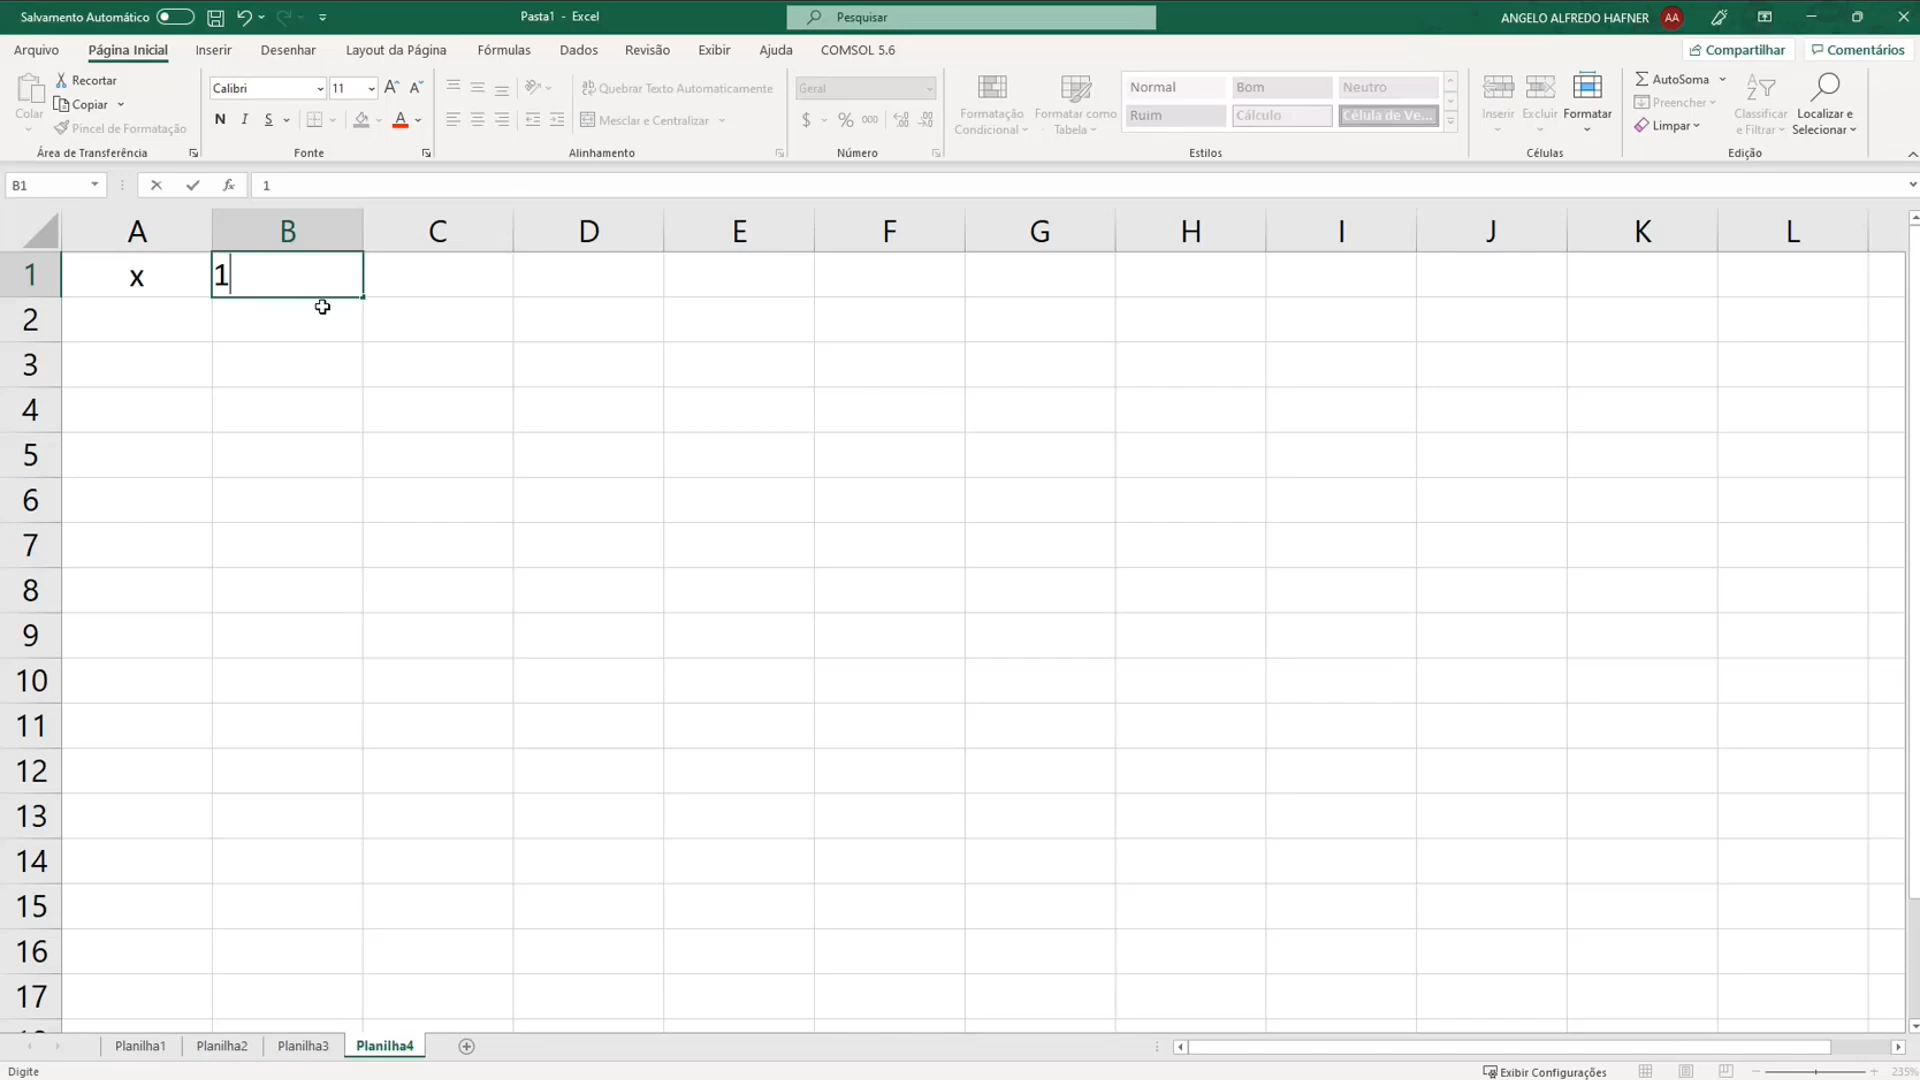 Salvamento Automático
Pasta1 - Excel
Pesquisar
ANGELO ALFREDO HAFNER
AA
Arquivo
Página Inicial
Inserir
Desenhar
Layout da Página
Fórmulas
Dados
Revisão
Exibir
Ajuda
COMSOL 5.6
Compartilhar
Comentários
Colar
Recortar
Copiar
Pincel de Formatação
Área de Transferência
Calibri
11
N I S
Fonte
Quebrar Texto Automaticamente
Mesclar e Centralizar
Alinhamento
Geral
$ % 000
Número
Formatação Condicional
Formatar como Tabela
Normal
Bom
Neutro
Ruim
Cálculo
Célula de Ve...
Estilos
Inserir
Excluir
Formatar
Células
AutoSoma
Preencher
Limpar
Classificar e Filtrar
Localizar e Selecionar
Edição
B1
fx
1
A B C D E F G H I J K L
1 x 1
2
3
4
5
6
7
8
9
10
11
12
13
14
15
16
17
Planilha1
Planilha2
Planilha3
Planilha4
Digite
Exibir Configurações
235%